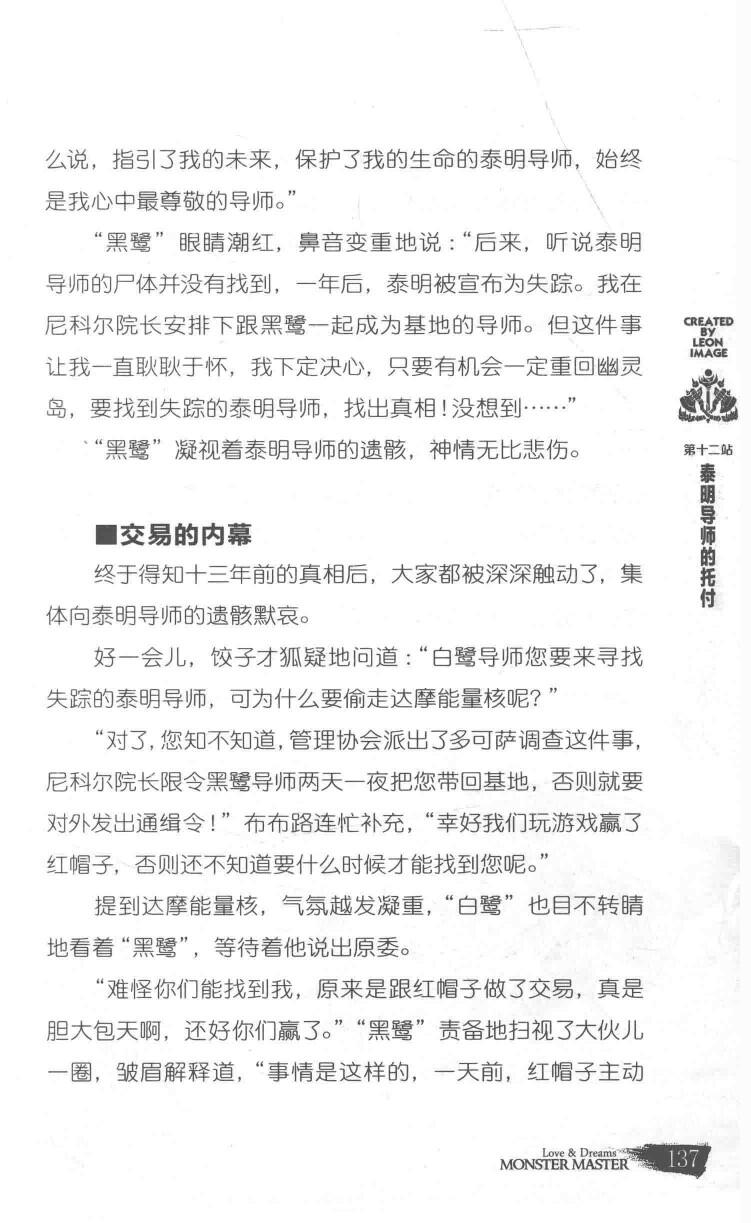 么说，指引了我的未来，保护了我的生命的泰明导师，始终
是我心中最尊敬的导师。”
“黑鹭”眼睛潮红，鼻音变重地说：“后来，听说泰明
导师的尸体并没有找到，一年后，泰明被宣布为失踪。我在
尼科尔院长安排下跟黑鹭一起成为基地的导师。但这件事
让我一直耿耿于怀，我下定决心，只要有机会一定重回幽灵
岛，要找到失踪的泰明导师，找出真相！没想到……”
“黑鹭”凝视着泰明导师的遗骸，神情无比悲伤。
■交易的内幕
终于得知十三年前的真相后，大家都被深深触动了，集
体向泰明导师的遗骸默哀。
好一会儿，饺子才狐疑地问道：“白鹭导师您要来寻找
失踪的泰明导师，可为什么要偷走达摩能量核呢？”
“对了，您知不知道，管理协会派出了多可萨调查这件事，
尼科尔院长限令黑鹭导师两天一夜把您带回基地，否则就要
对外发出通缉令！”布布路连忙补充，“幸好我们玩游戏赢了
红帽子，否则还不知道要什么时候才能找到您呢。”
提到达摩能量核，气氛越发凝重，“白鹭”也目不转睛
地看着“黑鹭”，等待着他说出原委。
“难怪你们能找到我，原来是跟红帽子做了交易，真是
胆大包天啊，还好你们赢了。”“黑鹭”责备地扫视了大伙儿
一圈，皱眉解释道，“事情是这样的，一天前，红帽子主动
CREATED
BY
LEON
IMAGE
第十二站
泰明导师的托付
Love & Dreams
MONSTER MASTER
137